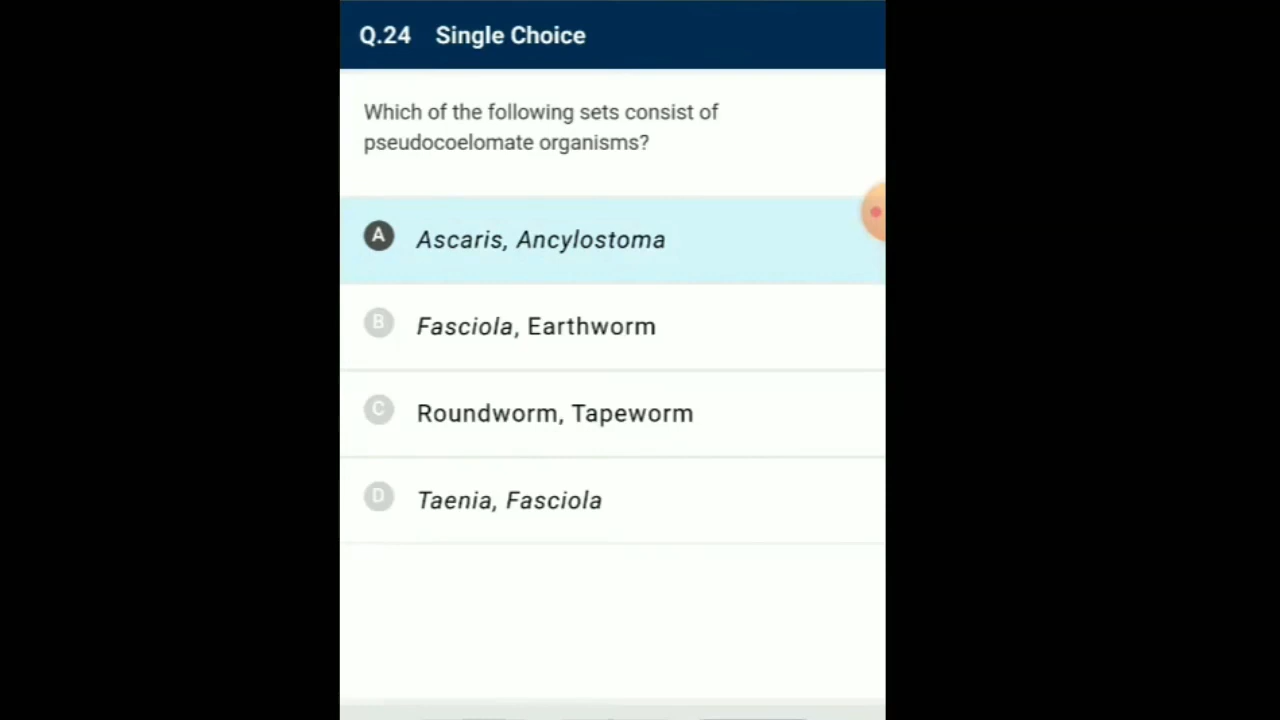 Q.24 Single Choice
Which of the following sets consist of
pseudocoelomate organisms?
A Ascaris, Ancylostoma
B Fasciola, Earthworm
C Roundworm, Tapeworm
D Taenia, Fasciola